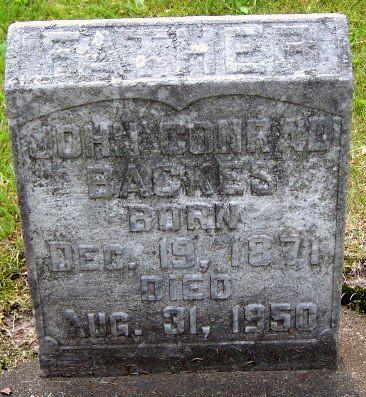 FATHER
JOHN CONRAD
BACKES
BORN
DEC. 19, 1871
DIED
AUG. 31, 1950